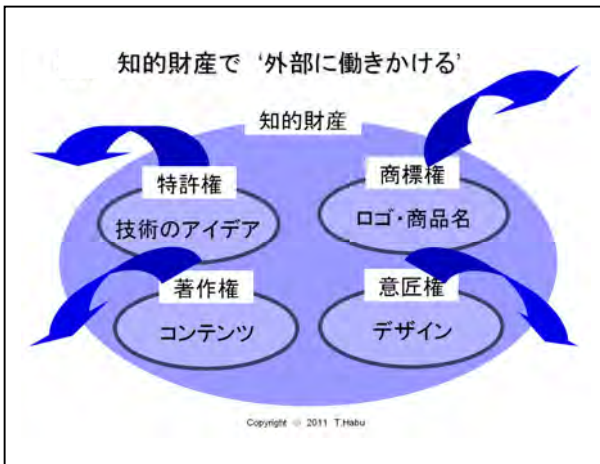 知的財産で ‘外部に働きかける’
知的財産
特許権
技術のアイデア
商標権
ロゴ・商品名
著作権
コンテンツ
意匠権
デザイン
Copyright © 2011 T.Habu